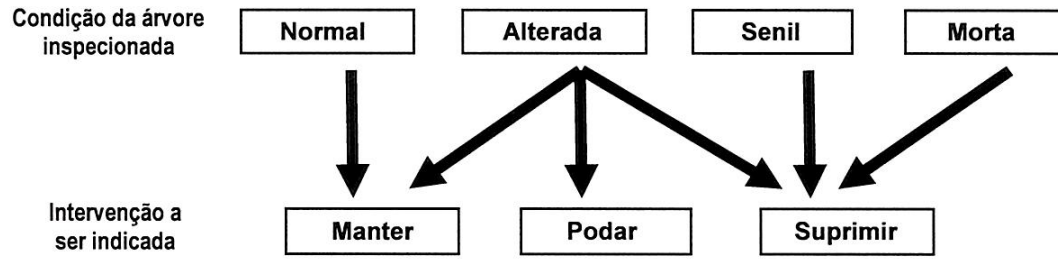 Condição da árvore
inspecionada
Normal
Alterada
Senil
Morta
Intervenção a
ser indicada
Manter
Podar
Suprimir